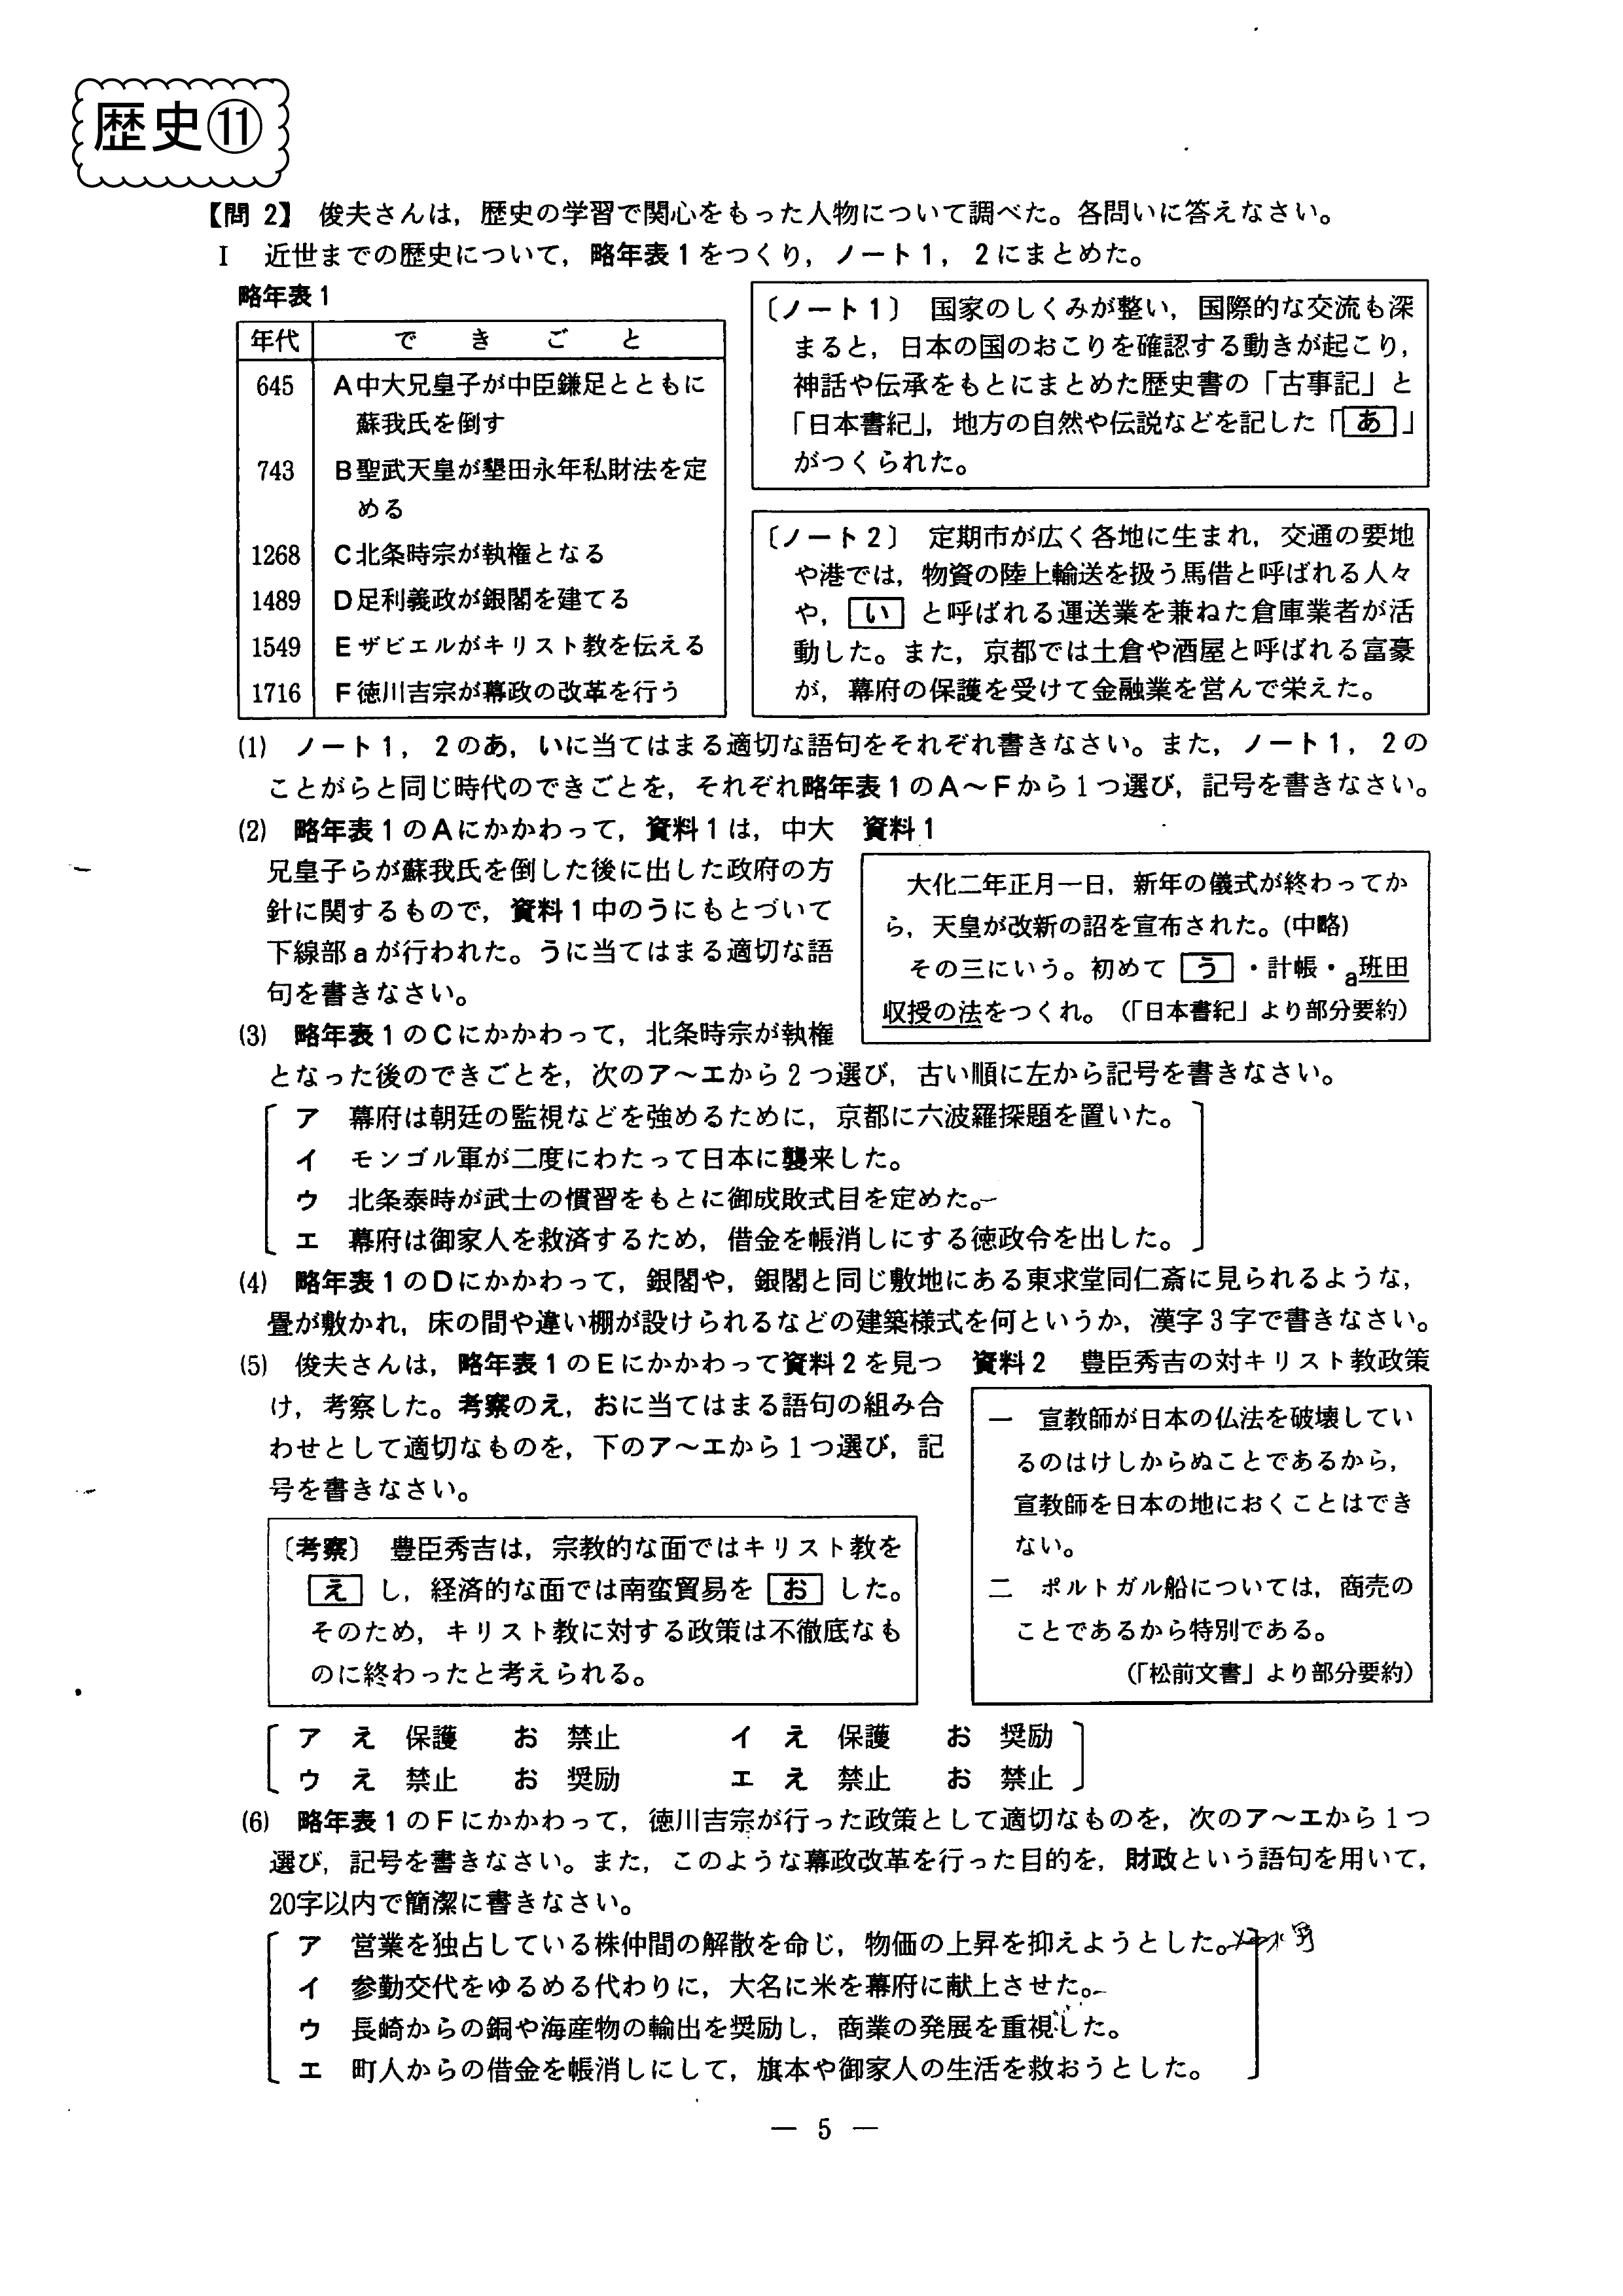 歴史⑪
【問 2】 俊夫さんは，歴史の学習で関心をもった人物について調べた。各問いに答えなさい。
Ⅰ 近世までの歴史について，略年表1をつくり，ノート1，2にまとめた。
略年表1
年代 できごと
645 A中大兄皇子が中臣鎌足とともに
蘇我氏を倒す
743 B聖武天皇が墾田永年私財法を定
める
1268 C北条時宗が執権となる
1489 D足利義政が銀閣を建てる
1549 Eザビエルがキリスト教を伝える
1716 F徳川吉宗が幕政の改革を行う
〔ノート1〕 国家のしくみが整い，国際的な交流も深
まると，日本の国のおこりを確認する動きが起こり，
神話や伝承をもとにまとめた歴史書の「古事記」と
「日本書紀」，地方の自然や伝説などを記した「あ」
がつくられた。
〔ノート2〕 定期市が広く各地に生まれ，交通の要地
や港では，物資の陸上輸送を扱う馬借と呼ばれる人々
や， い と呼ばれる運送業を兼ねた倉庫業者が活
動した。また，京都では土倉や酒屋と呼ばれる富豪
が，幕府の保護を受けて金融業を営んで栄えた。
(1) ノート1，2のあ，いに当てはまる適切な語句をそれぞれ書きなさい。また，ノート1，2の
ことがらと同じ時代のできごとを，それぞれ略年表1のA～Fから1つ選び，記号を書きなさい。
(2) 略年表1のAにかかわって，資料1は，中大
兄皇子らが蘇我氏を倒した後に出した政府の方
針に関するもので，資料1中のうにもとづいて
下線部aが行われた。うに当てはまる適切な語
句を書きなさい。
資料1
大化二年正月一日，新年の儀式が終わってか
ら，天皇が改新の詔を宣布された。(中略)
その三にいう。初めて う ・計帳・a班田
収授の法をつくれ。（「日本書紀」より部分要約）
(3) 略年表1のCにかかわって，北条時宗が執権
となった後のできごとを，次のア～エから2つ選び，古い順に左から記号を書きなさい。
ア 幕府は朝廷の監視などを強めるために，京都に六波羅探題を置いた。
イ モンゴル軍が二度にわたって日本に襲来した。
ウ 北条泰時が武士の慣習をもとに御成敗式目を定めた。
エ 幕府は御家人を救済するため，借金を帳消しにする徳政令を出した。
(4) 略年表1のDにかかわって，銀閣や，銀閣と同じ敷地にある東求堂同仁斎に見られるような，
畳が敷かれ，床の間や違い棚が設けられるなどの建築様式を何というか，漢字3字で書きなさい。
(5) 俊夫さんは，略年表1のEにかかわって資料2を見つ
け，考察した。考察のえ，おに当てはまる語句の組み合
わせとして適切なものを，下のア～エから1つ選び，記
号を書きなさい。
〔考察〕 豊臣秀吉は，宗教的な面ではキリスト教を
え し，経済的な面では南蛮貿易を お した。
そのため，キリスト教に対する政策は不徹底なも
のに終わったと考えられる。
資料2 豊臣秀吉の対キリスト教政策
一 宣教師が日本の仏法を破壊してい
るのはけしからぬことであるから，
宣教師を日本の地におくことはでき
ない。
二 ポルトガル船については，商売の
ことであるから特別である。
（「松前文書」より部分要約）
ア え 保護 お 禁止 イ え 保護 お 奨励
ウ え 禁止 お 奨励 エ え 禁止 お 禁止
(6) 略年表1のFにかかわって，徳川吉宗が行った政策として適切なものを，次のア～エから1つ
選び，記号を書きなさい。また，このような幕政改革を行った目的を，財政という語句を用いて，
20字以内で簡潔に書きなさい。
ア 営業を独占している株仲間の解散を命じ，物価の上昇を抑えようとした。
イ 参勤交代をゆるめる代わりに，大名に米を幕府に献上させた。
ウ 長崎からの銅や海産物の輸出を奨励し，商業の発展を重視した。
エ 町人からの借金を帳消しにして，旗本や御家人の生活を救おうとした。
― 5 ―